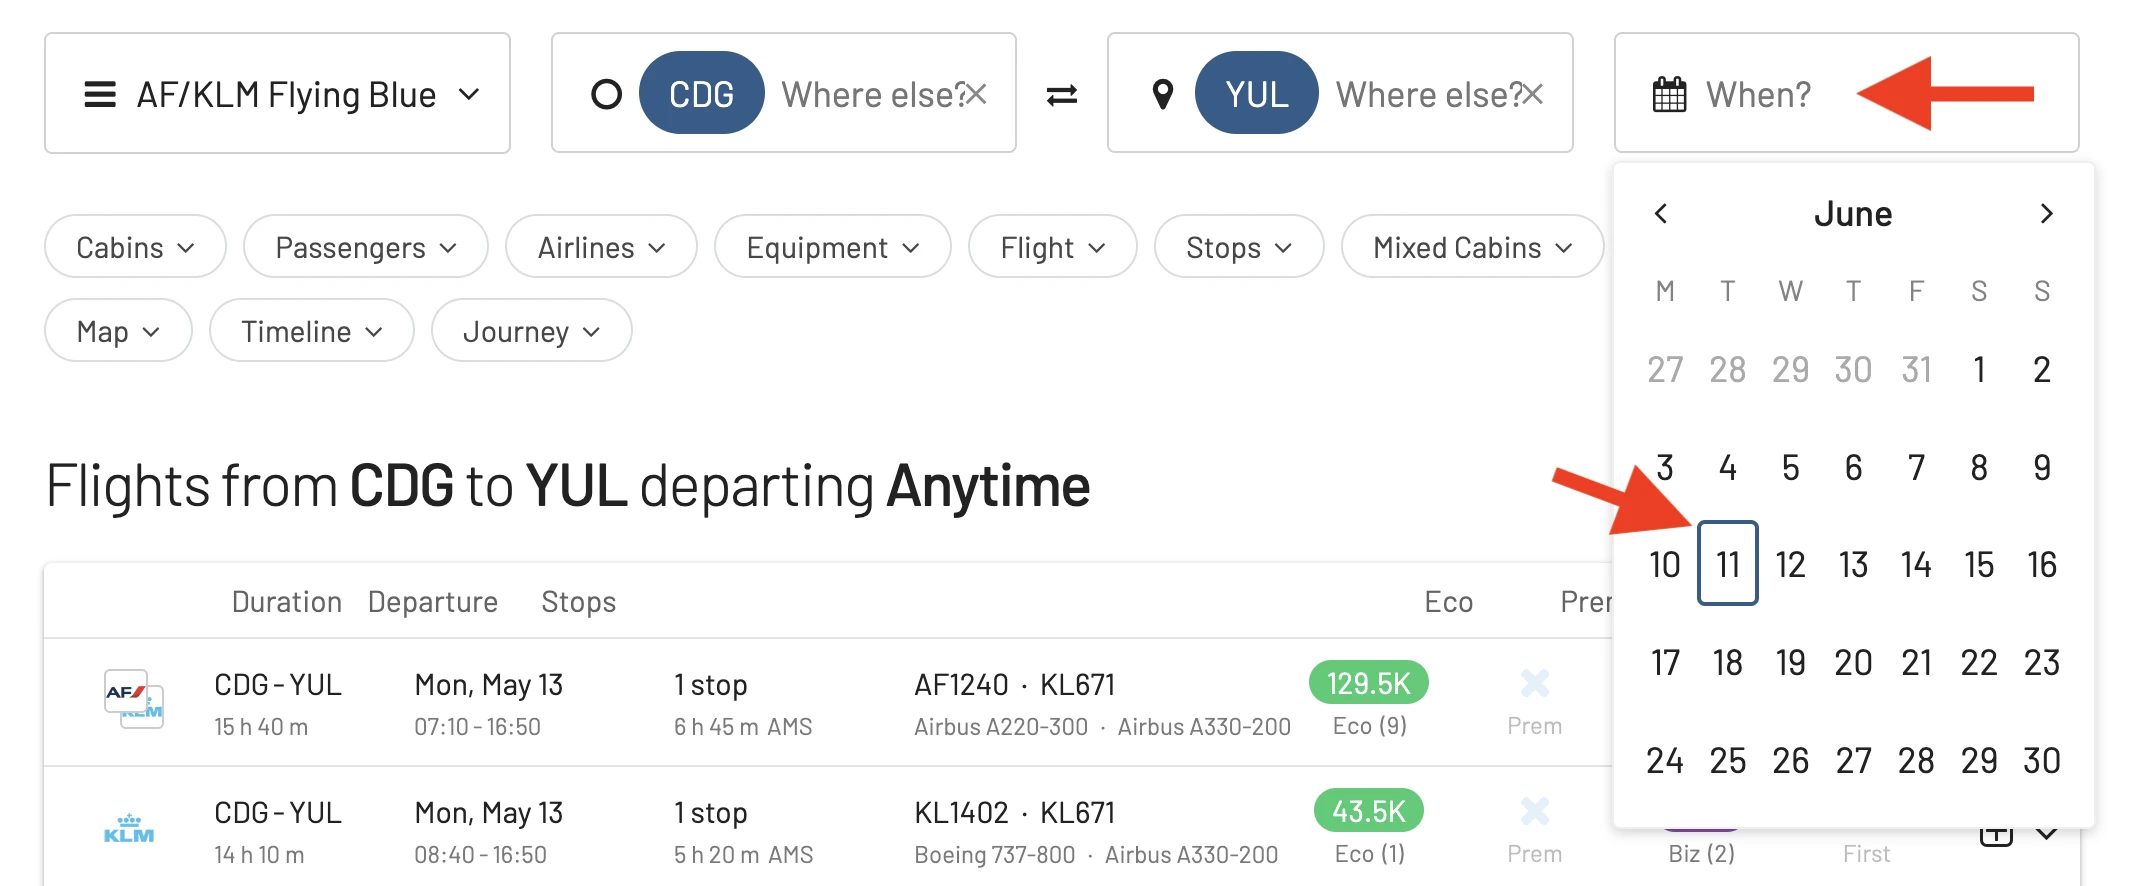 AF/KLM Flying Blue
CDG Where else?
YUL Where else?
When?
Cabins
Passengers
Airlines
Equipment
Flight
Stops
Mixed Cabins
Map
Timeline
Journey
June
M T W T F S S
27 28 29 30 31 1 2
3 4 5 6 7 8 9
10 11 12 13 14 15 16
17 18 19 20 21 22 23
24 25 26 27 28 29 30
Flights from CDG to YUL departing Anytime
Duration Departure Stops Eco
AF KLM
CDG - YUL Mon, May 13 1 stop AF1240 · KL671 129.5K
15 h 40 m 07:10 - 16:50 6 h 45 m AMS Airbus A220-300 · Airbus A330-200 Eco (9) Prem
KLM
CDG - YUL Mon, May 13 1 stop KL1402 · KL671 43.5K
14 h 10 m 08:40 - 16:50 5 h 20 m AMS Boeing 737-800 · Airbus A330-200 Eco (1) Prem Biz (2) First